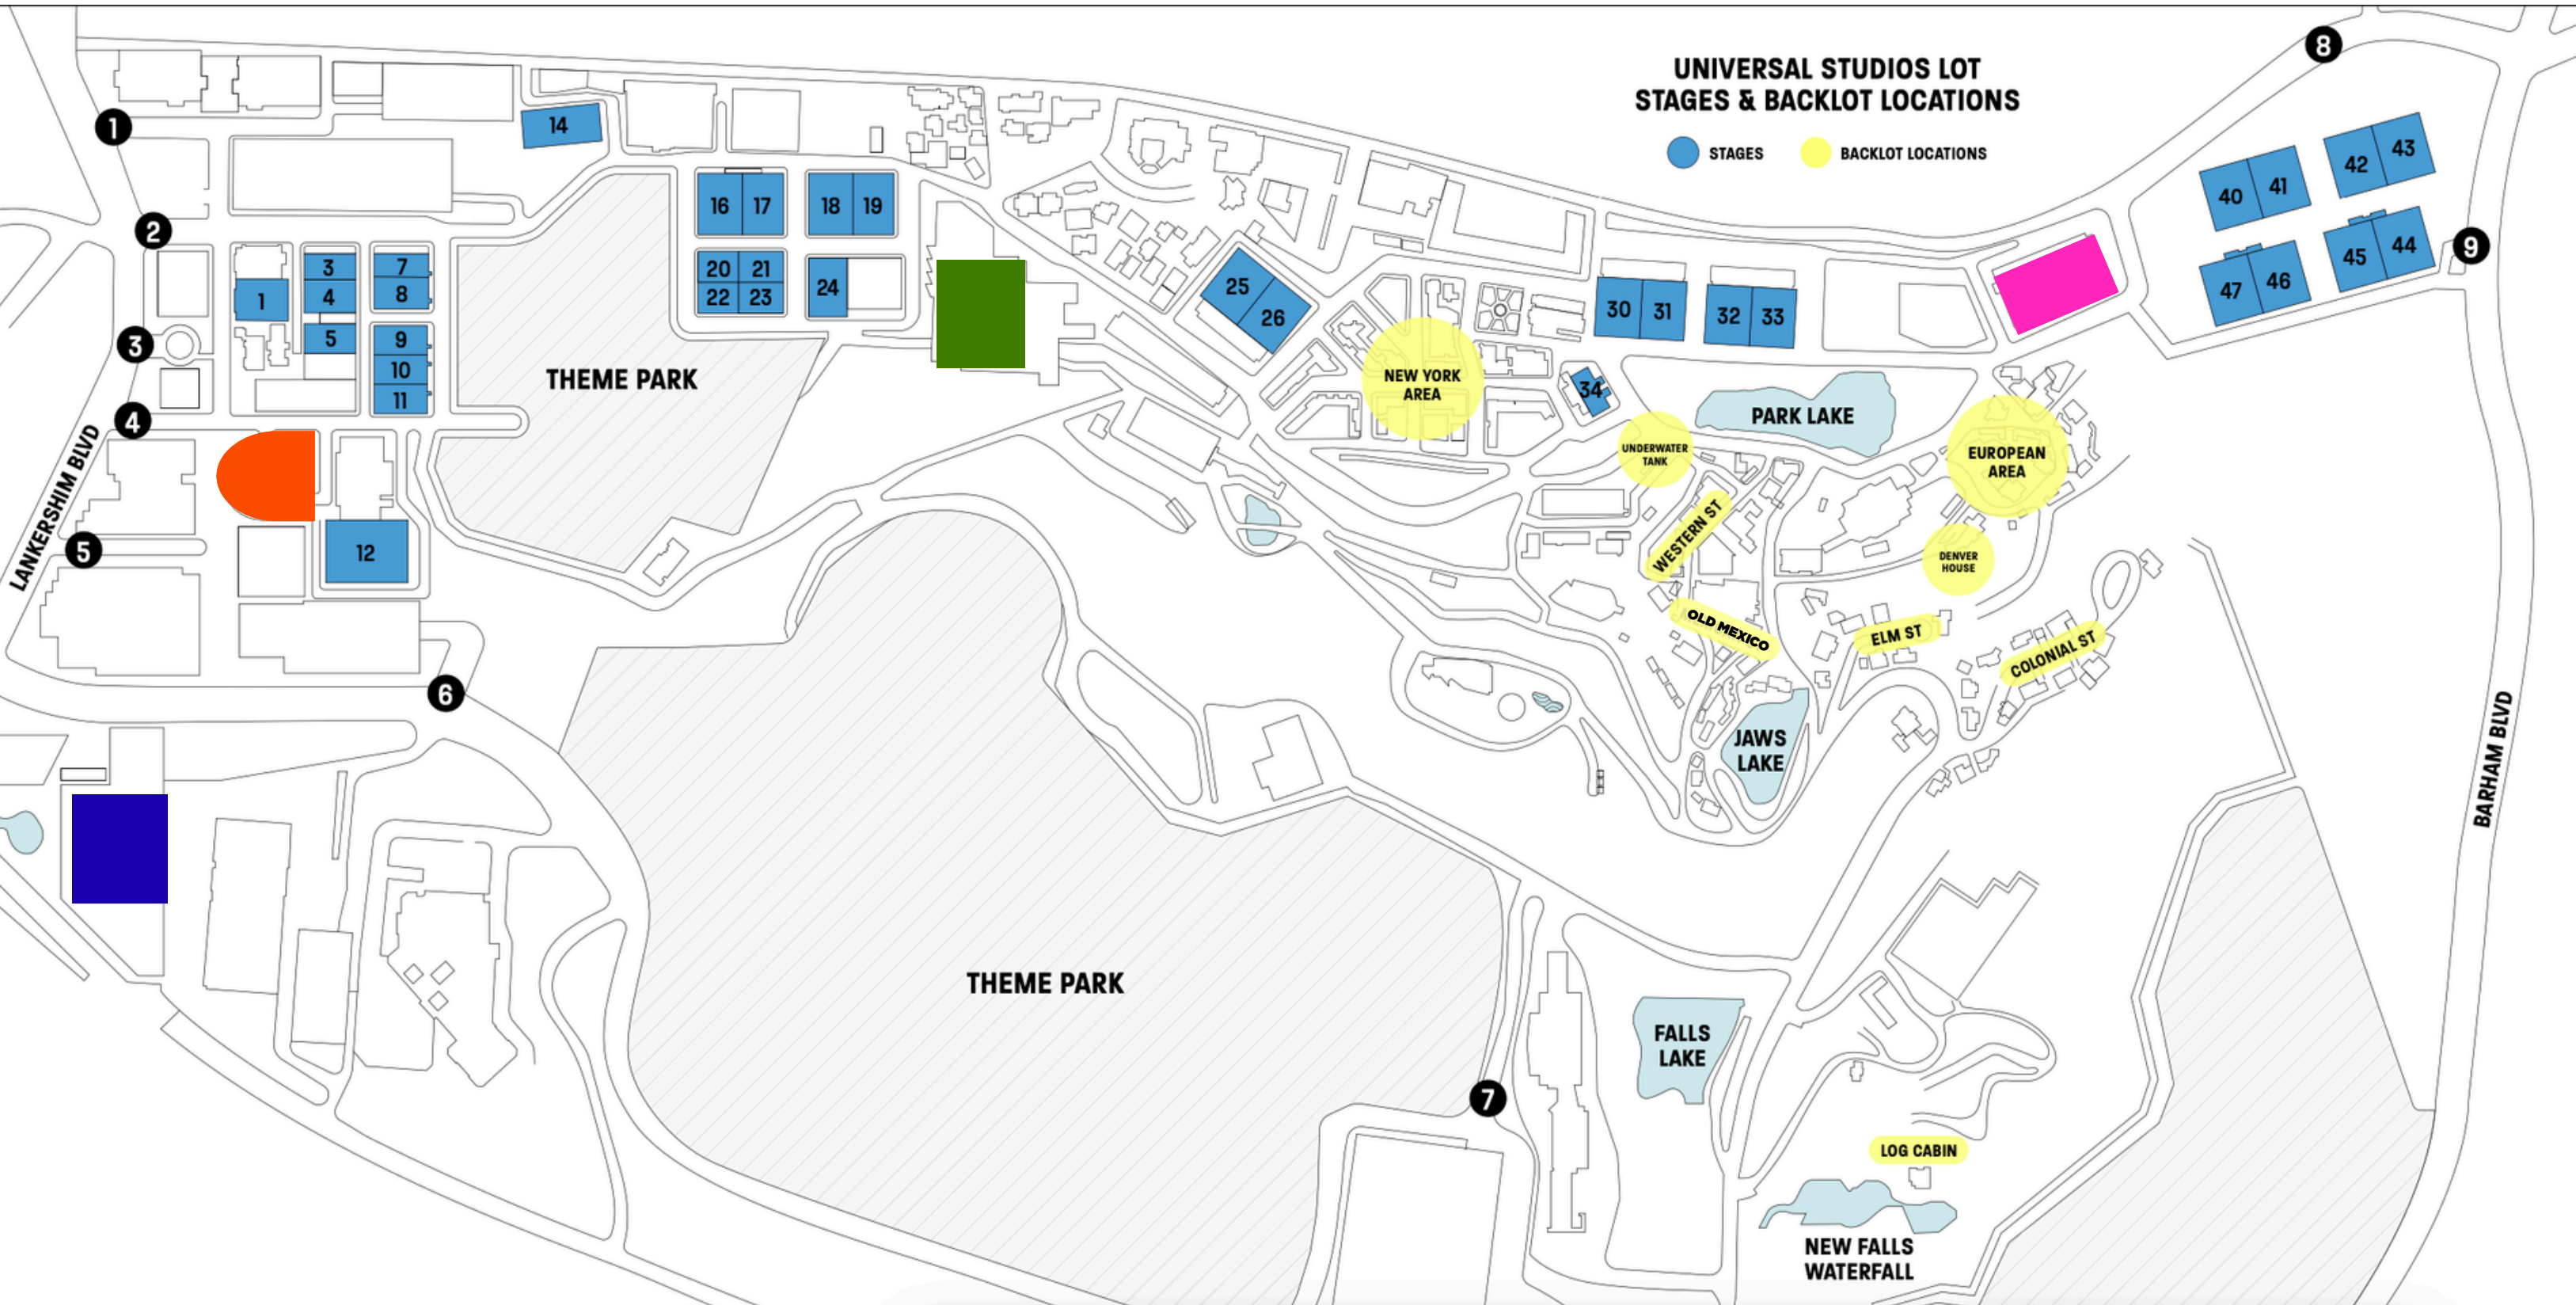 UNIVERSAL STUDIOS LOT
STAGES & BACKLOT LOCATIONS
STAGES
BACKLOT LOCATIONS
8
1
14
2
16 17
18 19
40 41
42 43
9
3
4
5
1
7
8
20 21
22 23
24
25
26
30 31
32 33
47 46
45 44
3
9
10
11
THEME PARK
NEW YORK
AREA
34
PARK LAKE
4
UNDERWATER
TANK
EUROPEAN
AREA
LANKERSHIM BLVD
5
12
WESTERN ST
DENVER
HOUSE
OLD MEXICO
ELM ST
COLONIAL ST
6
JAWS
LAKE
BARHAM BLVD
THEME PARK
FALLS
LAKE
7
LOG CABIN
NEW FALLS
WATERFALL